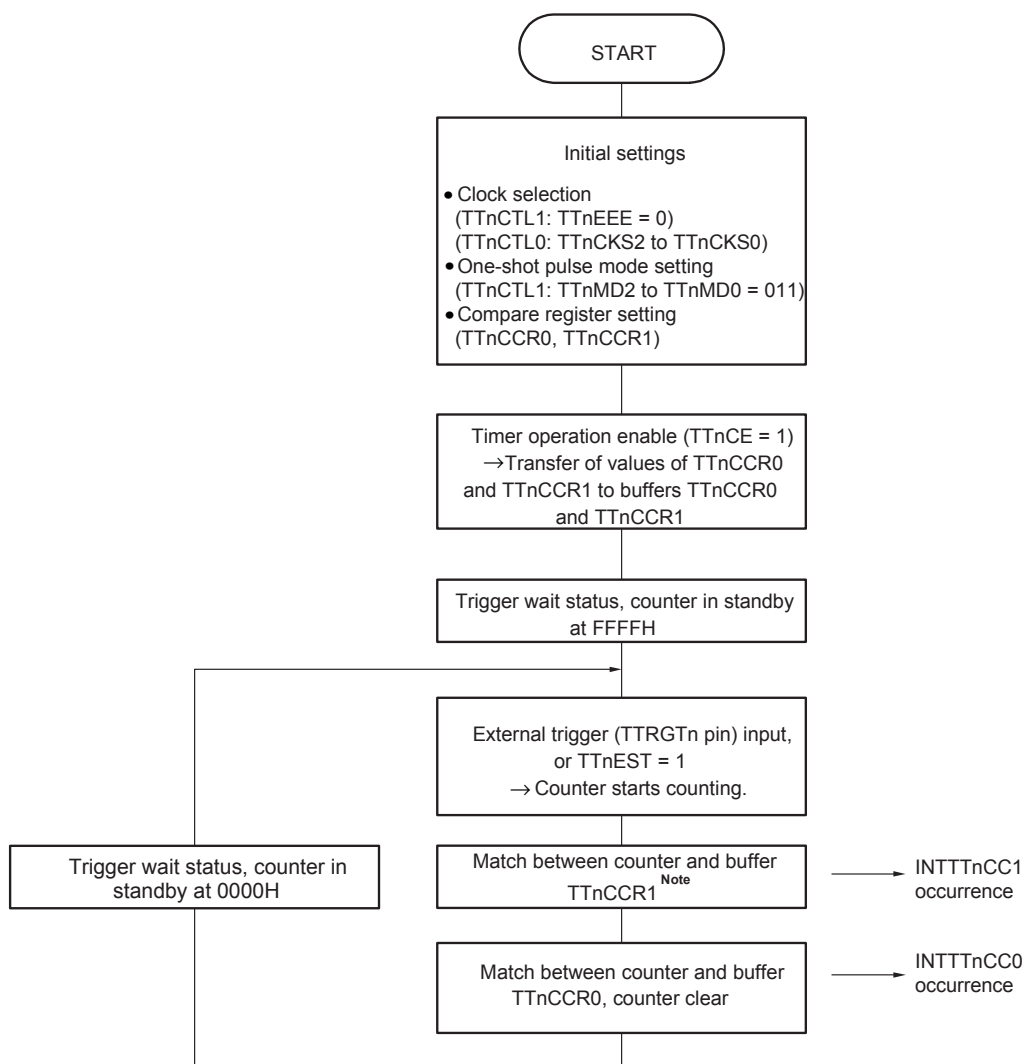 START
Initial settings
● Clock selection
(TTnCTL1: TTnEEE = 0)
(TTnCTL0: TTnCKS2 to TTnCKS0)
● One-shot pulse mode setting
(TTnCTL1: TTnMD2 to TTnMD0 = 011)
● Compare register setting
(TTnCCR0, TTnCCR1)
Timer operation enable (TTnCE = 1)
→Transfer of values of TTnCCR0
and TTnCCR1 to buffers TTnCCR0
and TTnCCR1
Trigger wait status, counter in standby
at FFFFH
External trigger (TTRGTn pin) input,
or TTnEST = 1
→ Counter starts counting.
Trigger wait status, counter in
standby at 0000H
Match between counter and buffer
TTnCCR1 Note
INTTTnCC1
occurrence
Match between counter and buffer
TTnCCR0, counter clear
INTTTnCC0
occurrence